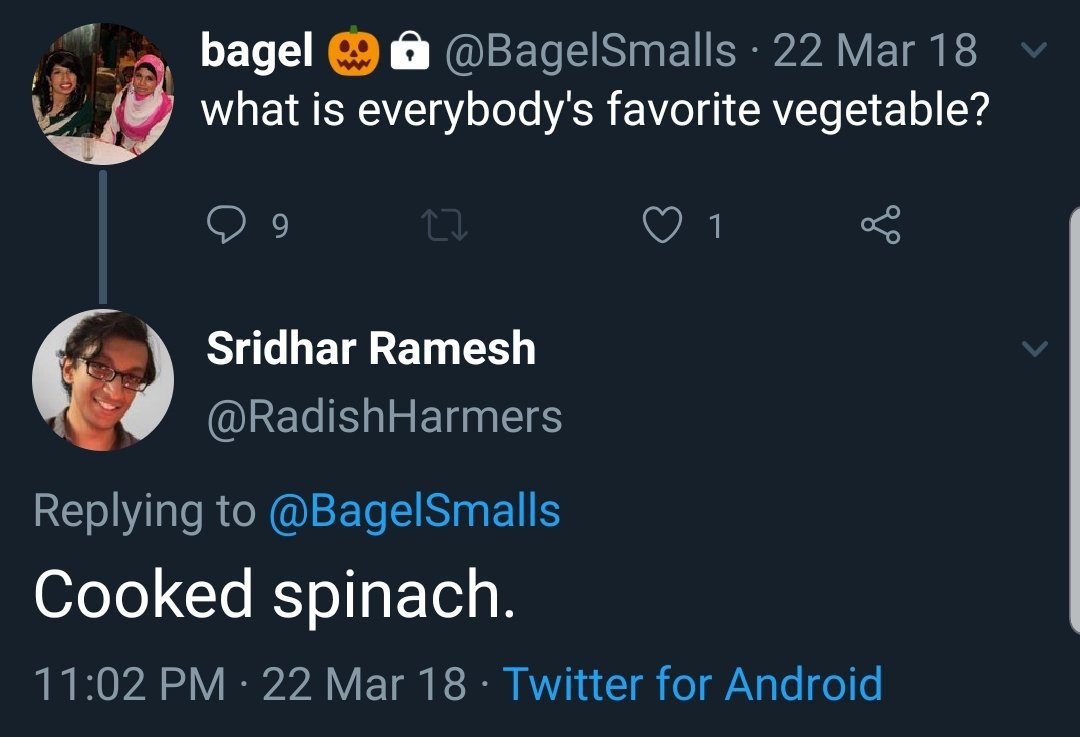 bagel 🎃🔒 @BagelSmalls · 22 Mar 18
what is everybody's favorite vegetable?
9 1
Sridhar Ramesh
@RadishHarmers
Replying to @BagelSmalls
Cooked spinach.
11:02 PM · 22 Mar 18 · Twitter for Android